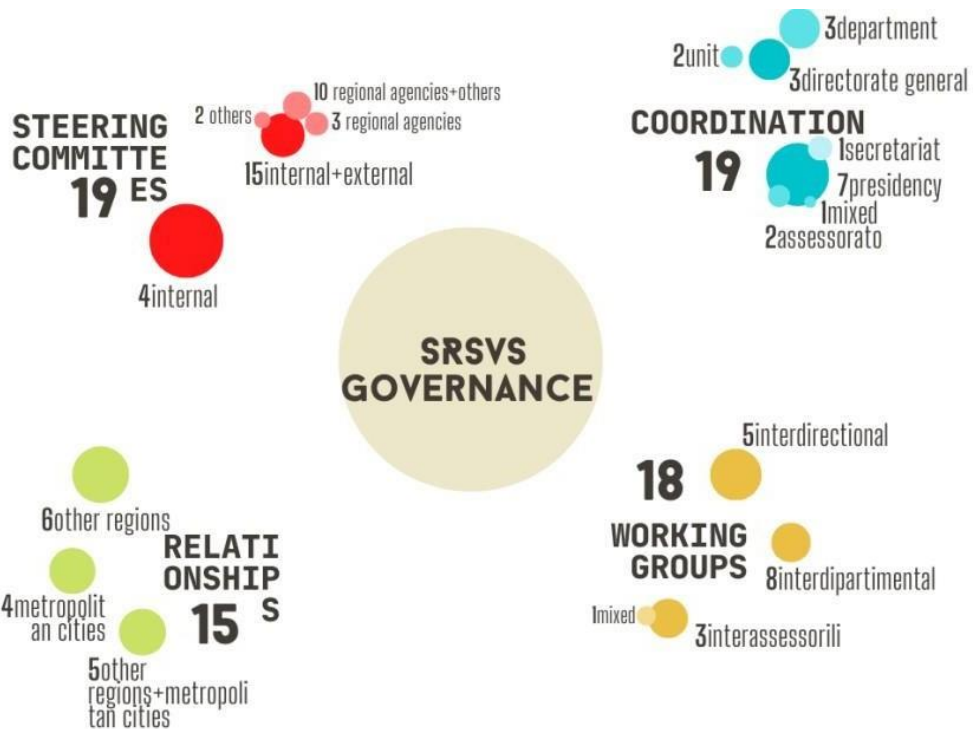 STEERING
COMMITTE
19 ES
2 others
10 regional agencies+others
3 regional agencies
15internal+external
4internal
3department
2unit
3directorate general
COORDINATION
19
1secretariat
7presidency
1mixed
2assessorato
SRSVS
GOVERNANCE
6other regions
RELATI
ONSHIP
15 S
4metropolit
an cities
5other
regions+metropoli
tan cities
5interdirectional
18
WORKING
GROUPS
8interdipartimental
1mixed
3interassessorili